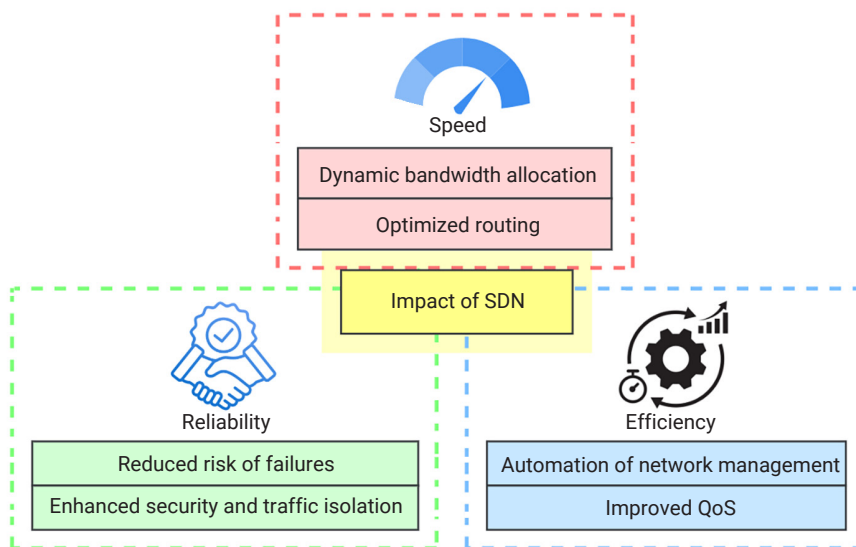 Speed
Dynamic bandwidth allocation
Optimized routing
Impact of SDN
Reliability
Reduced risk of failures
Enhanced security and traffic isolation
Efficiency
Automation of network management
Improved QoS